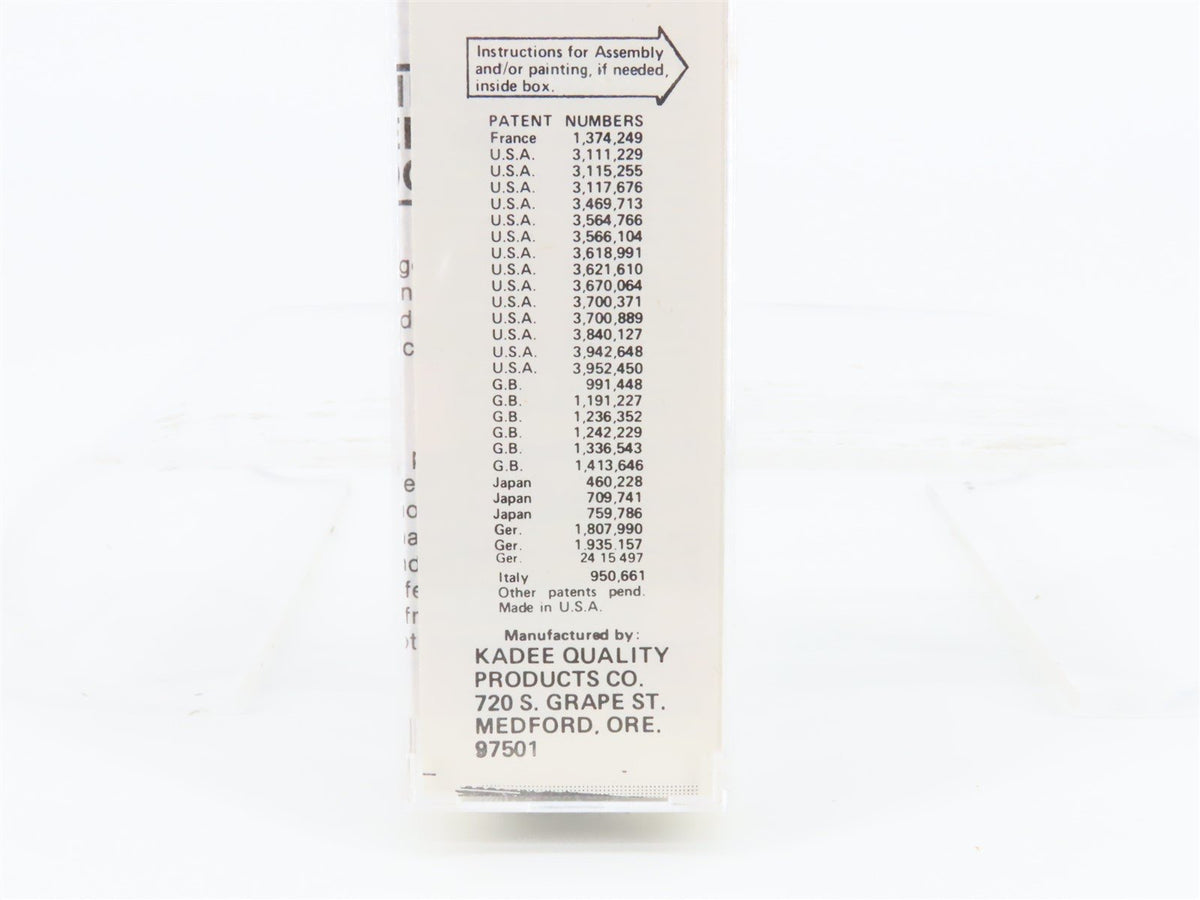 Instructions for Assembly
and/or painting, if needed,
inside box.
PATENT NUMBERS
France 1,374,249
U.S.A. 3,111,229
U.S.A. 3,115,255
U.S.A. 3,117,676
U.S.A. 3,469,713
U.S.A. 3,564,766
U.S.A. 3,566,104
U.S.A. 3,618,991
U.S.A. 3,621,610
U.S.A. 3,670,064
U.S.A. 3,700,371
U.S.A. 3,700,889
U.S.A. 3,840,127
U.S.A. 3,942,648
U.S.A. 3,952,450
G.B. 991,448
G.B. 1,191,227
G.B. 1,236,352
G.B. 1,242,229
G.B. 1,336,543
G.B. 1,413,646
Japan 460,228
Japan 709,741
Japan 759,786
Ger. 1,807,990
Ger. 1.935.157
Ger. 24 15 497
Italy 950,661
Other patents pend.
Made in U.S.A.
Manufactured by:
KADEE QUALITY
PRODUCTS CO.
720 S. GRAPE ST.
MEDFORD, ORE.
97501